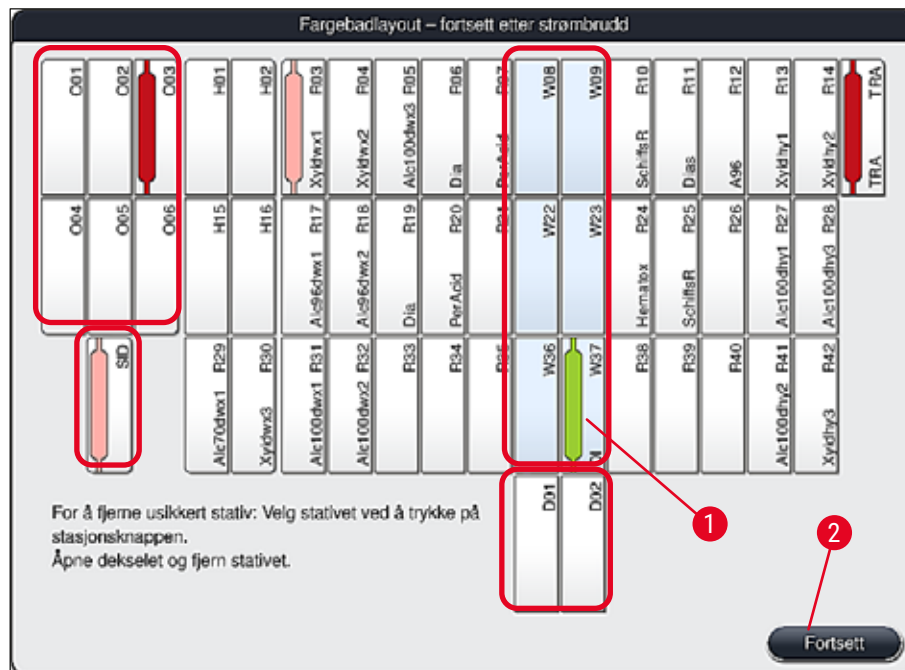 Fargebadlayout – fortsett etter strømbrudd
O01 O02 O03 H01 H02 R03 R04 R05 R06 R07 W08 W09 R10 R11 R12 R13 R14 TRA
Xyldwx1 Xyldwx2 Alc100dwx3 Dia PerAcid SchiffsR Dias A96 Xyldhy1 Xyldhy2 TRA
O04 O05 O06 H15 H16 R17 R18 R19 R20 R21 W22 W23 R24 R25 R26 R27 R28
Alc96dwx1 Alc96dwx2 Dia PerAcid Hematox SchiffsR Alc100dhy1 Alc100dhy3
SID R29 R30 R31 R32 R33 R34 R35 W36 W37 R38 R39 R40 R41 R42
Alc70dwx1 Xyldwx3 Alc100dwx1 Alc100dwx2 DI Alc100dhy2 Xyldhy3
D01 D02
For å fjerne usikkert stativ: Velg stativet ved å trykke på
stasjonsknappen.
Åpne dekselet og fjern stativet.
1
2
Fortsett